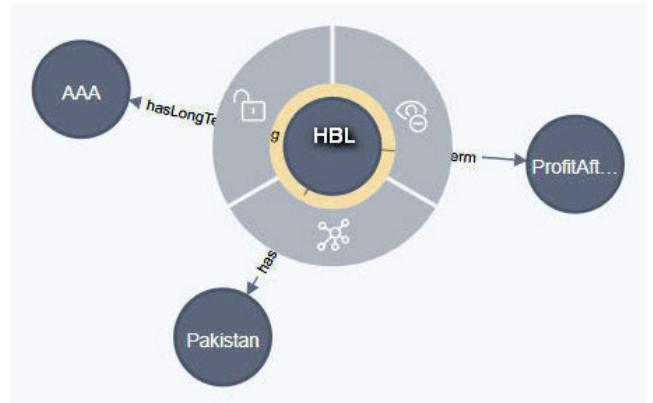 AAA
hasLongTe
g
HBL
erm
ProfitAft...
has
Pakistan